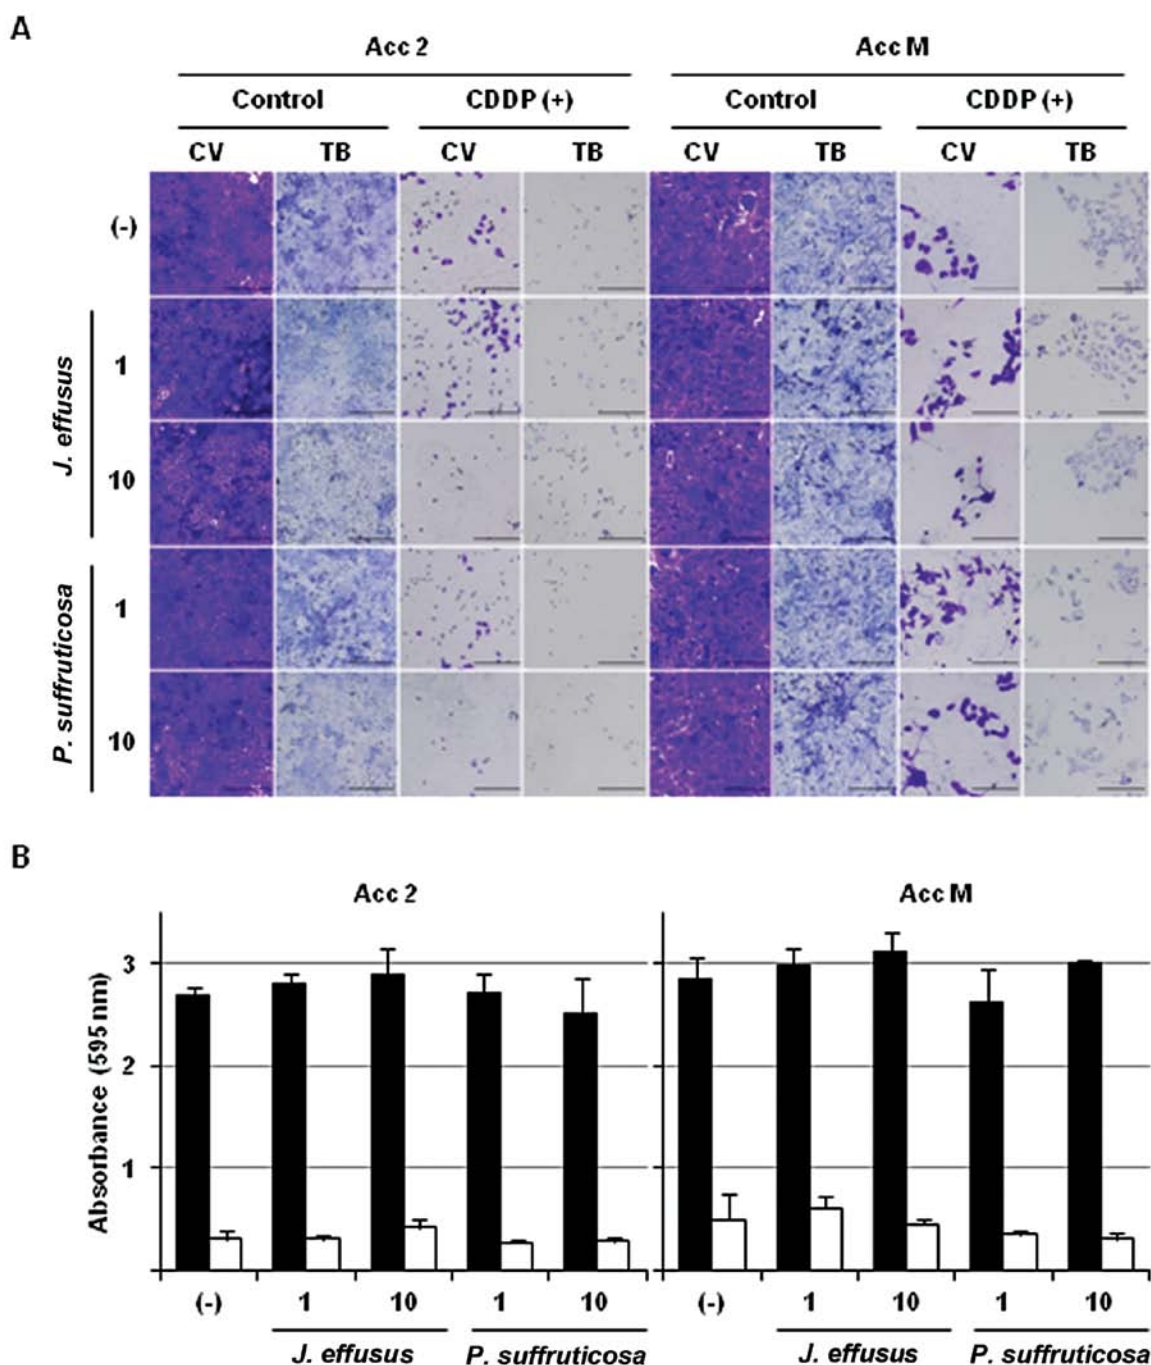 A
Acc 2 Acc M
Control CDDP (+) Control CDDP (+)
CV TB CV TB CV TB CV TB
(-)
J. effusus
1
10
P. suffruticosa
1
10
B
Acc 2 Acc M
Absorbance (595 nm)
3
2
1
(-) 1 10 1 10 (-) 1 10 1 10
J. effusus P. suffruticosa J. effusus P. suffruticosa